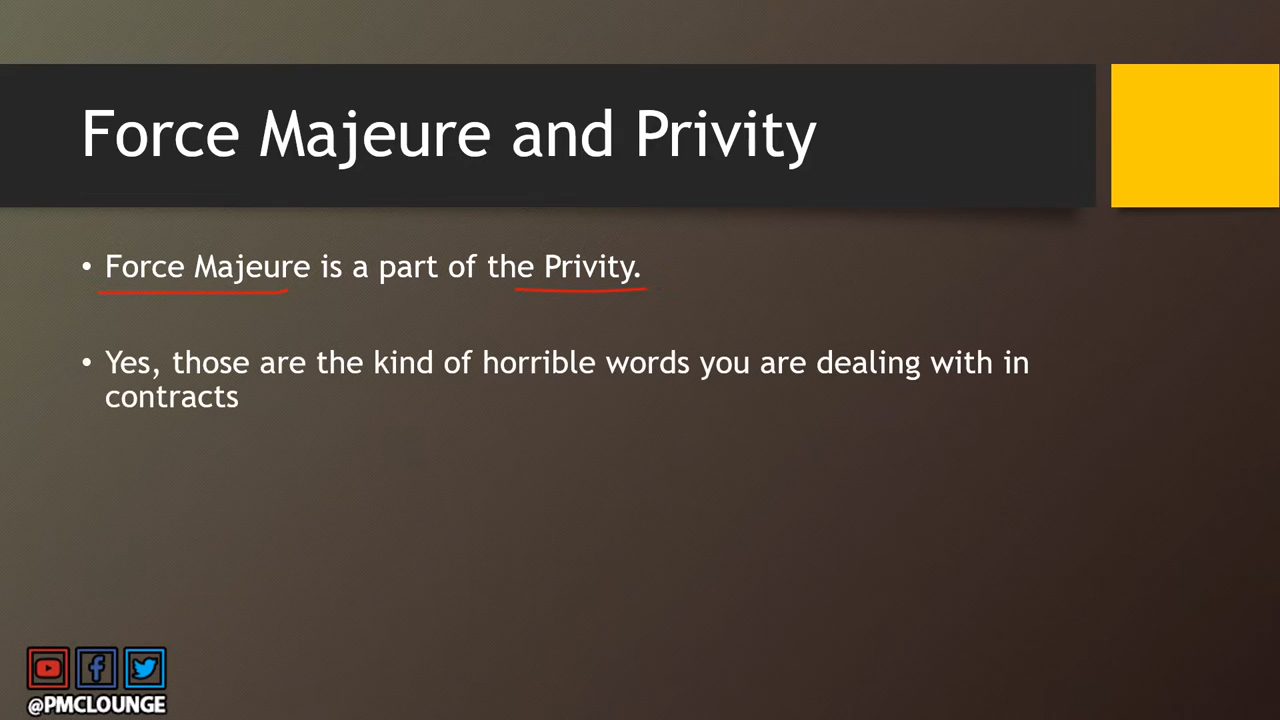 Force Majeure and Privity
• Force Majeure is a part of the Privity.
• Yes, those are the kind of horrible words you are dealing with in
contracts
@PMCLOUNGE